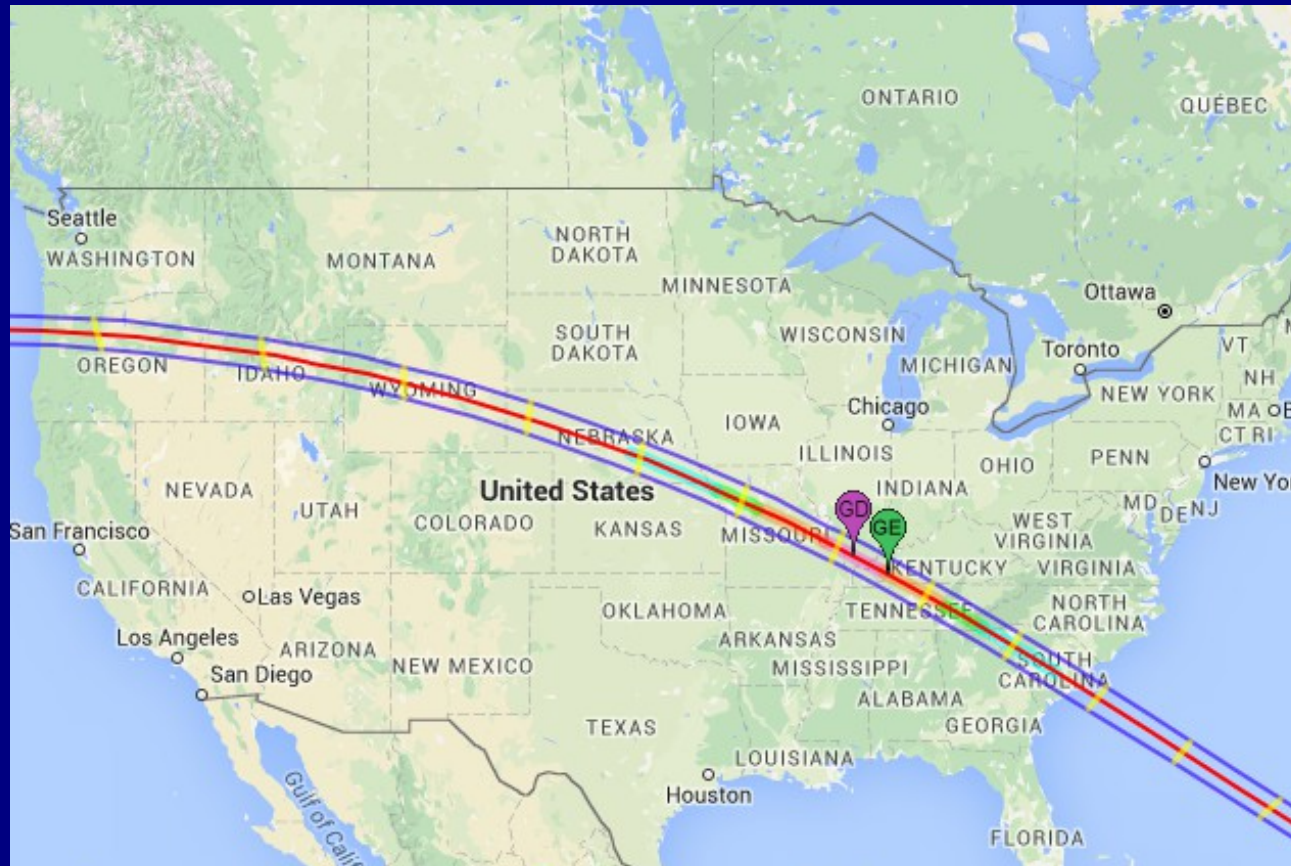 ONTARIO
QUÉBEC
Seattle
WASHINGTON
MONTANA
NORTH
DAKOTA
MINNESOTA
Ottawa
OREGON
IDAHO
WYOMING
SOUTH
DAKOTA
WISCONSIN
MICHIGAN
Toronto
VT
NH
NEW YORK
MA
CT RI
NEBRASKA
IOWA
Chicago
ILLINOIS
INDIANA
OHIO
PENN
New Yor
MD
DE
NJ
NEVADA
UTAH
COLORADO
United States
KANSAS
MISSOURI
GD
GE
WEST
VIRGINIA
KENTUCKY
VIRGINIA
San Francisco
CALIFORNIA
Las Vegas
OKLAHOMA
TENNESSEE
NORTH
CAROLINA
Los Angeles
ARIZONA
NEW MEXICO
ARKANSAS
MISSISSIPPI
SOUTH
CAROLINA
San Diego
ALABAMA
GEORGIA
TEXAS
LOUISIANA
Houston
Gulf of Calif
FLORIDA